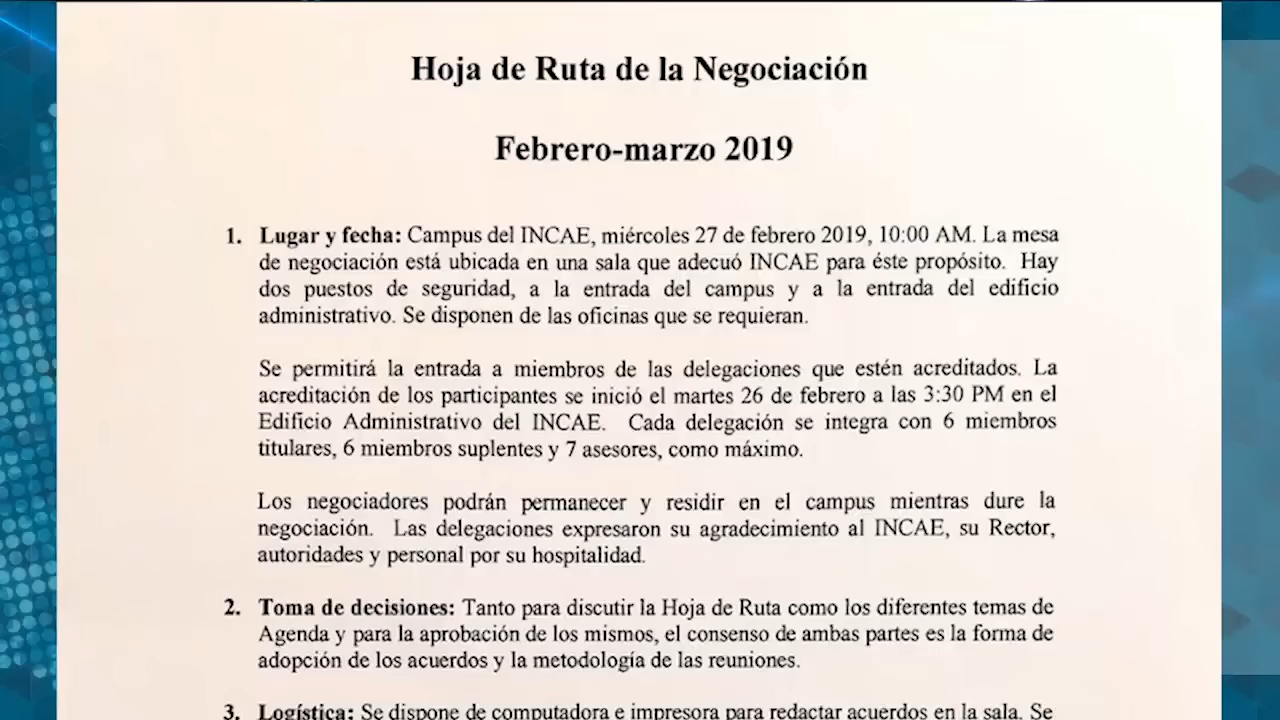 Hoja de Ruta de la Negociación
Febrero-marzo 2019
1. Lugar y fecha: Campus del INCAE, miércoles 27 de febrero 2019, 10:00 AM. La mesa
de negociación está ubicada en una sala que adecuó INCAE para éste propósito. Hay
dos puestos de seguridad, a la entrada del campus y a la entrada del edificio
administrativo. Se disponen de las oficinas que se requieran.
Se permitirá la entrada a miembros de las delegaciones que estén acreditados. La
acreditación de los participantes se inició el martes 26 de febrero a las 3:30 PM en el
Edificio Administrativo del INCAE. Cada delegación se integra con 6 miembros
titulares, 6 miembros suplentes y 7 asesores, como máximo.
Los negociadores podrán permanecer y residir en el campus mientras dure la
negociación. Las delegaciones expresaron su agradecimiento al INCAE, su Rector,
autoridades y personal por su hospitalidad.
2. Toma de decisiones: Tanto para discutir la Hoja de Ruta como los diferentes temas de
Agenda y para la aprobación de los mismos, el consenso de ambas partes es la forma de
adopción de los acuerdos y la metodología de las reuniones.
3. Logística: Se dispone de computadora e impresora para redactar acuerdos en la sala. Se